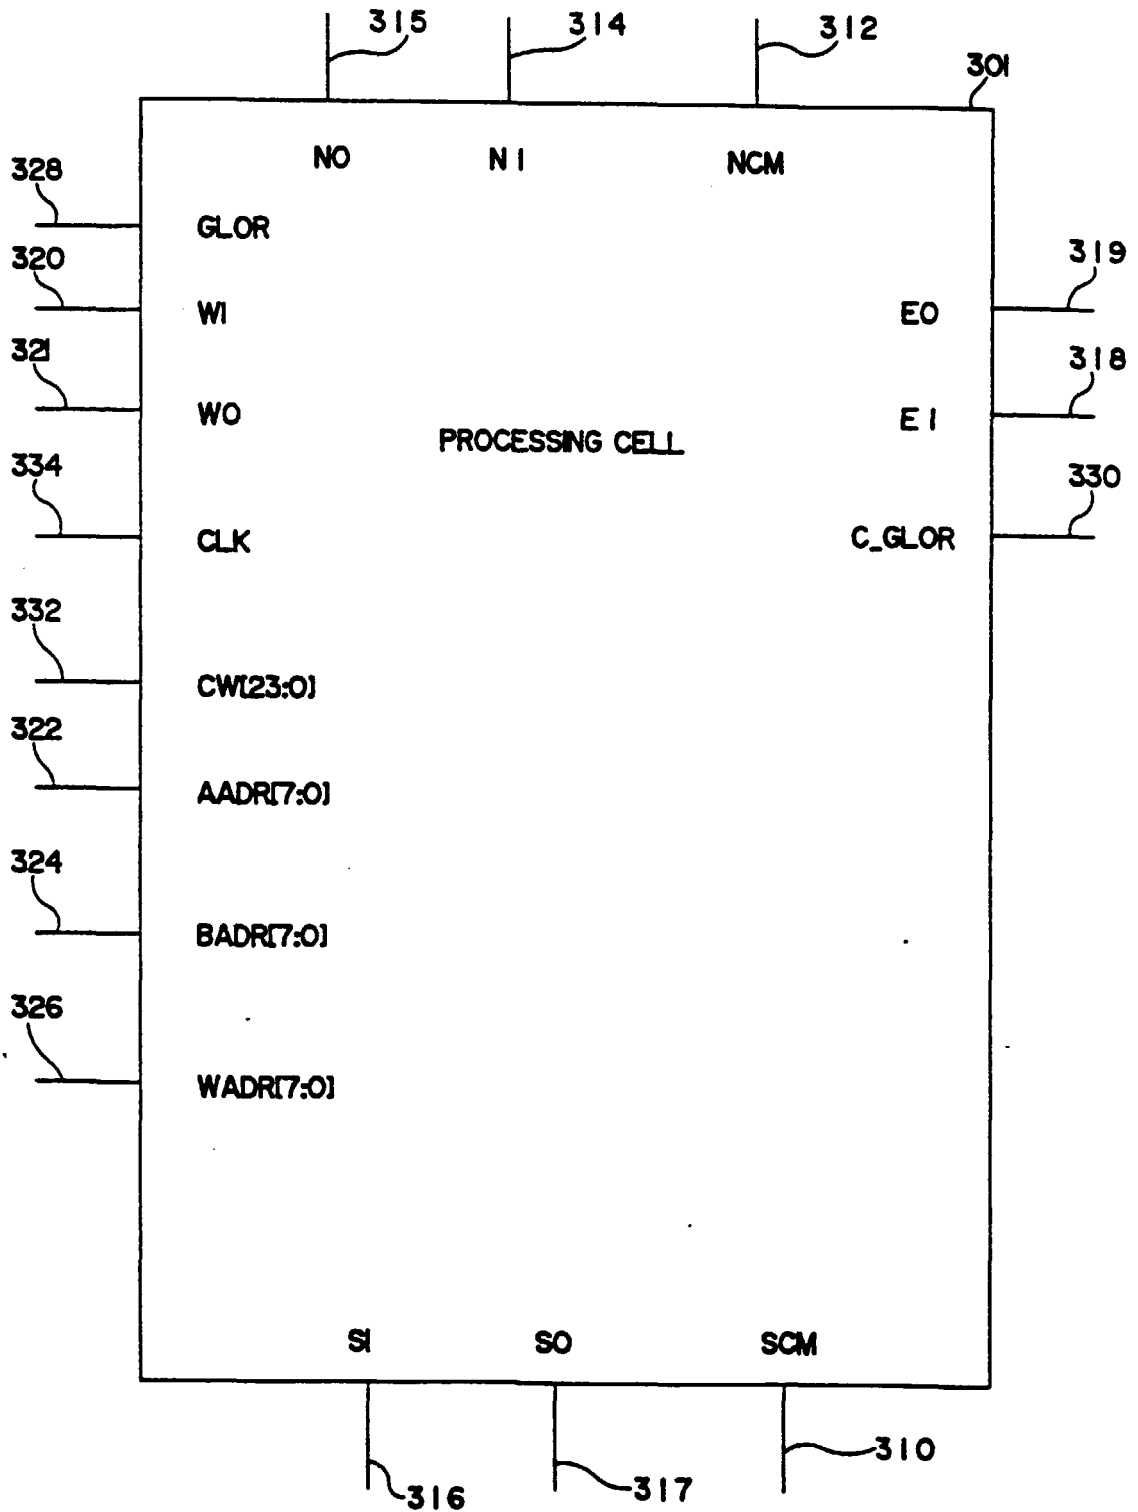 315 314 312
301
NO NI NCM
328
GLOR
320 319
WI EO
321 318
WO EI
PROCESSING CELL
334 330
CLK C_GLOR
332
CW[23:0]
322
AADR[7:0]
324
BADR[7:0]
326
WADR[7:0]
SI SO SCM
310
316 317